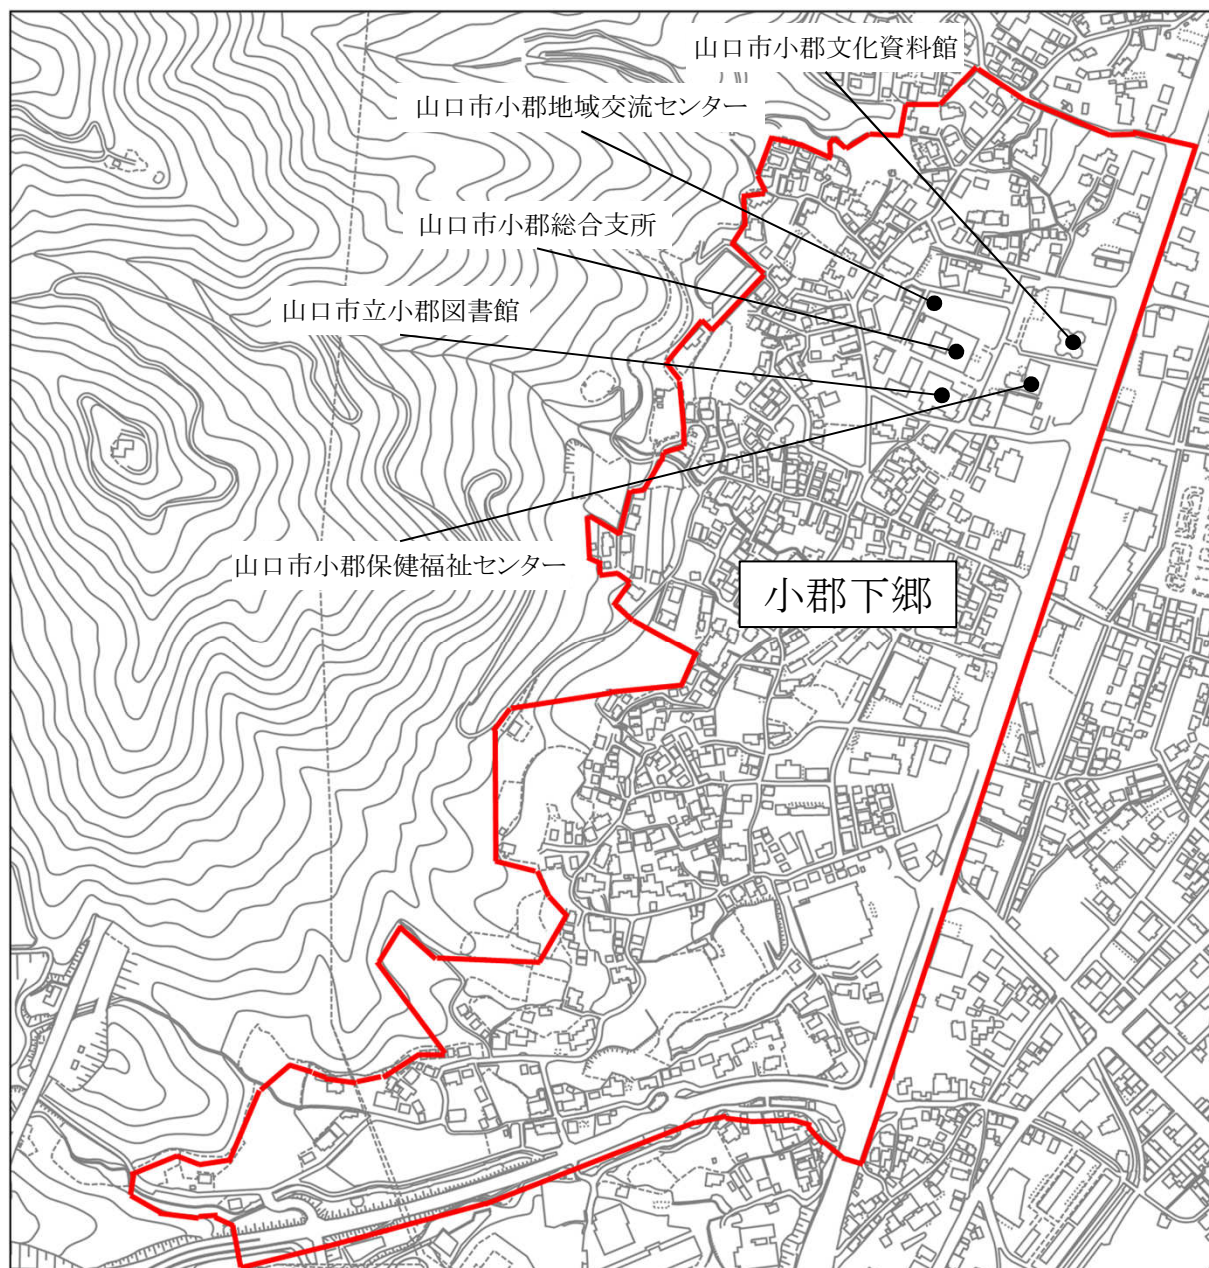 山口市小郡文化資料館
山口市小郡地域交流センター
山口市小郡総合支所
山口市立小郡図書館
山口市小郡保健福祉センター
小郡下郷